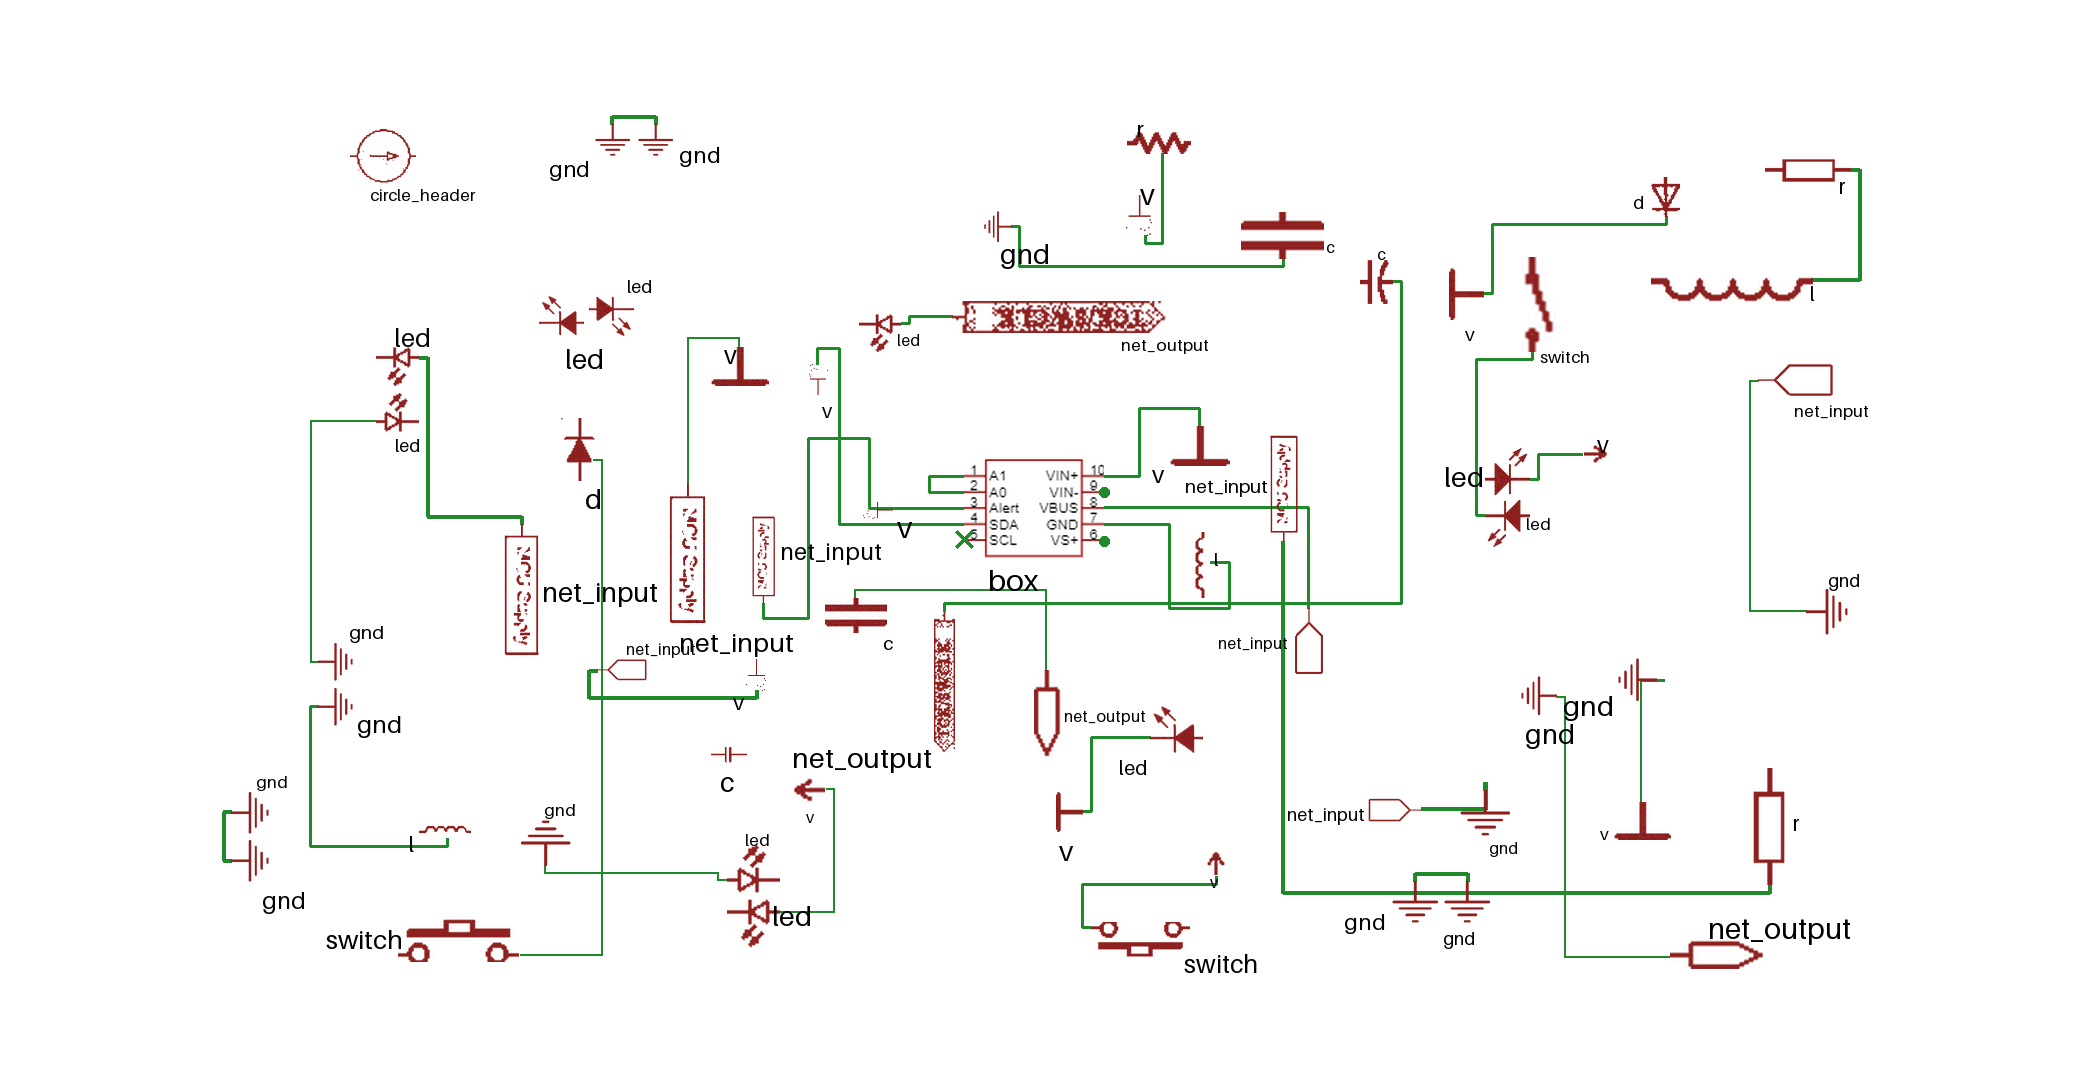 r
gnd
gnd
circle_header
v
r
d
gnd
c
c
led
l
v
led
net_output
switch
led
led
v
v
net_input
led
v
led
v
led
net_input
d
led
v
box
1
2
3
4
5
A1
A0
Alert
SDA
SCL
VIN+
VIN-
VBUS
GND
VS+
10
9
8
7
6
net_input
l
gnd
net_input
gnd
net_input
net_input
c
net_input
v
gnd
net_output
gnd
gnd
net_output
c
led
gnd
gnd
v
net_input
v
r
l
led
v
gnd
v
gnd
led
gnd
net_output
switch
gnd
switch